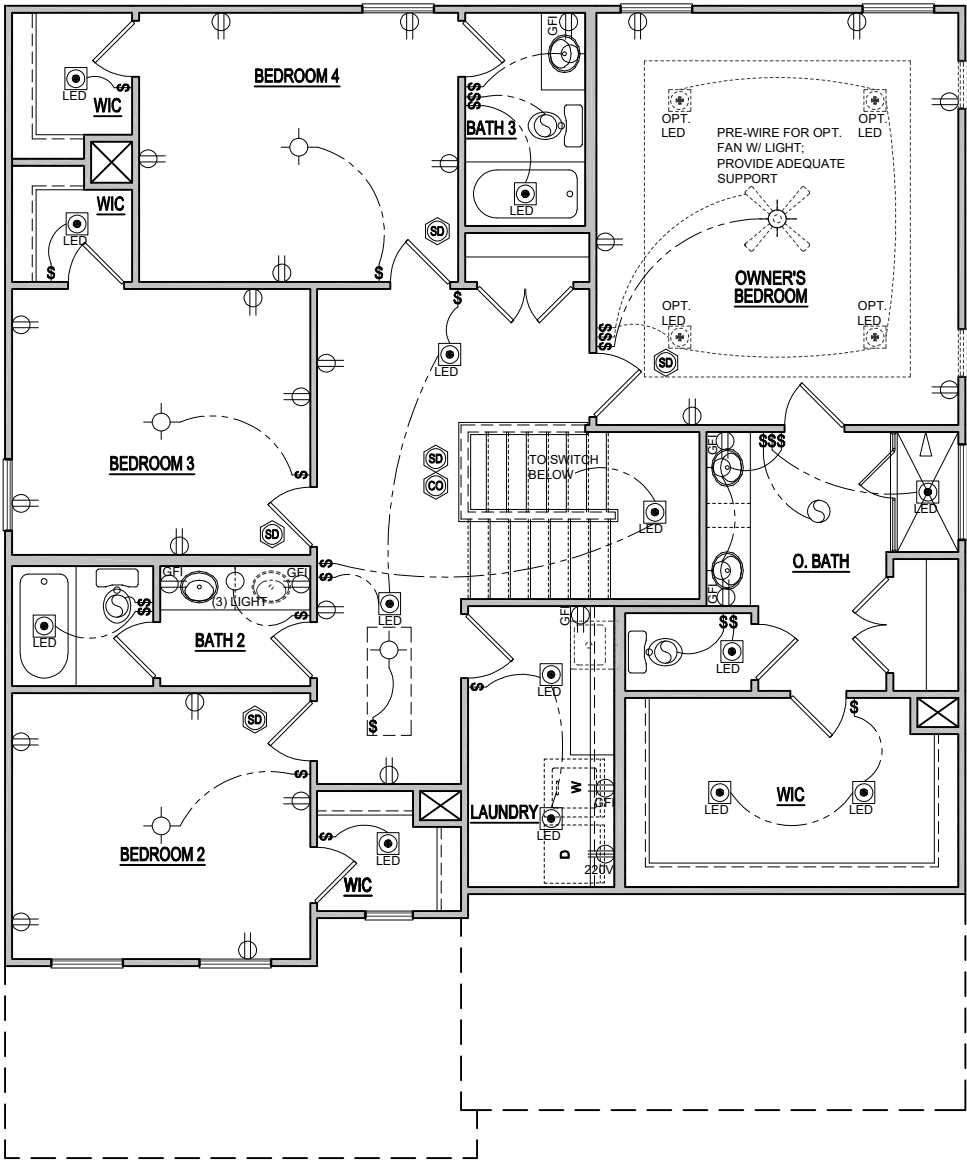 GFI
BEDROOM 4
LED
WIC
$
$
$
$
$
BATH 3
OPT.
LED
OPT.
LED
PRE-WIRE FOR OPT.
FAN W/ LIGHT;
PROVIDE ADEQUATE
SUPPORT
WIC
LED
LED
SD
$
$
OWNER'S
BEDROOM
$
OPT.
LED
OPT.
LED
$
$
$
LED
SD
SD
CO
TO SWITCH
BELOW
GFI
$$$
BEDROOM 3
$
LED
LED
SD
O. BATH
$
$
GFI
GFI
GFI
(3) LIGHT
$
$
LED
$
LED
BATH 2
GFI
$$
LED
LED
$
SD
$
$
$
WIC
W
GFI
LED
LED
LAUNDRY
LED
$
LED
BEDROOM 2
D
220V
WIC